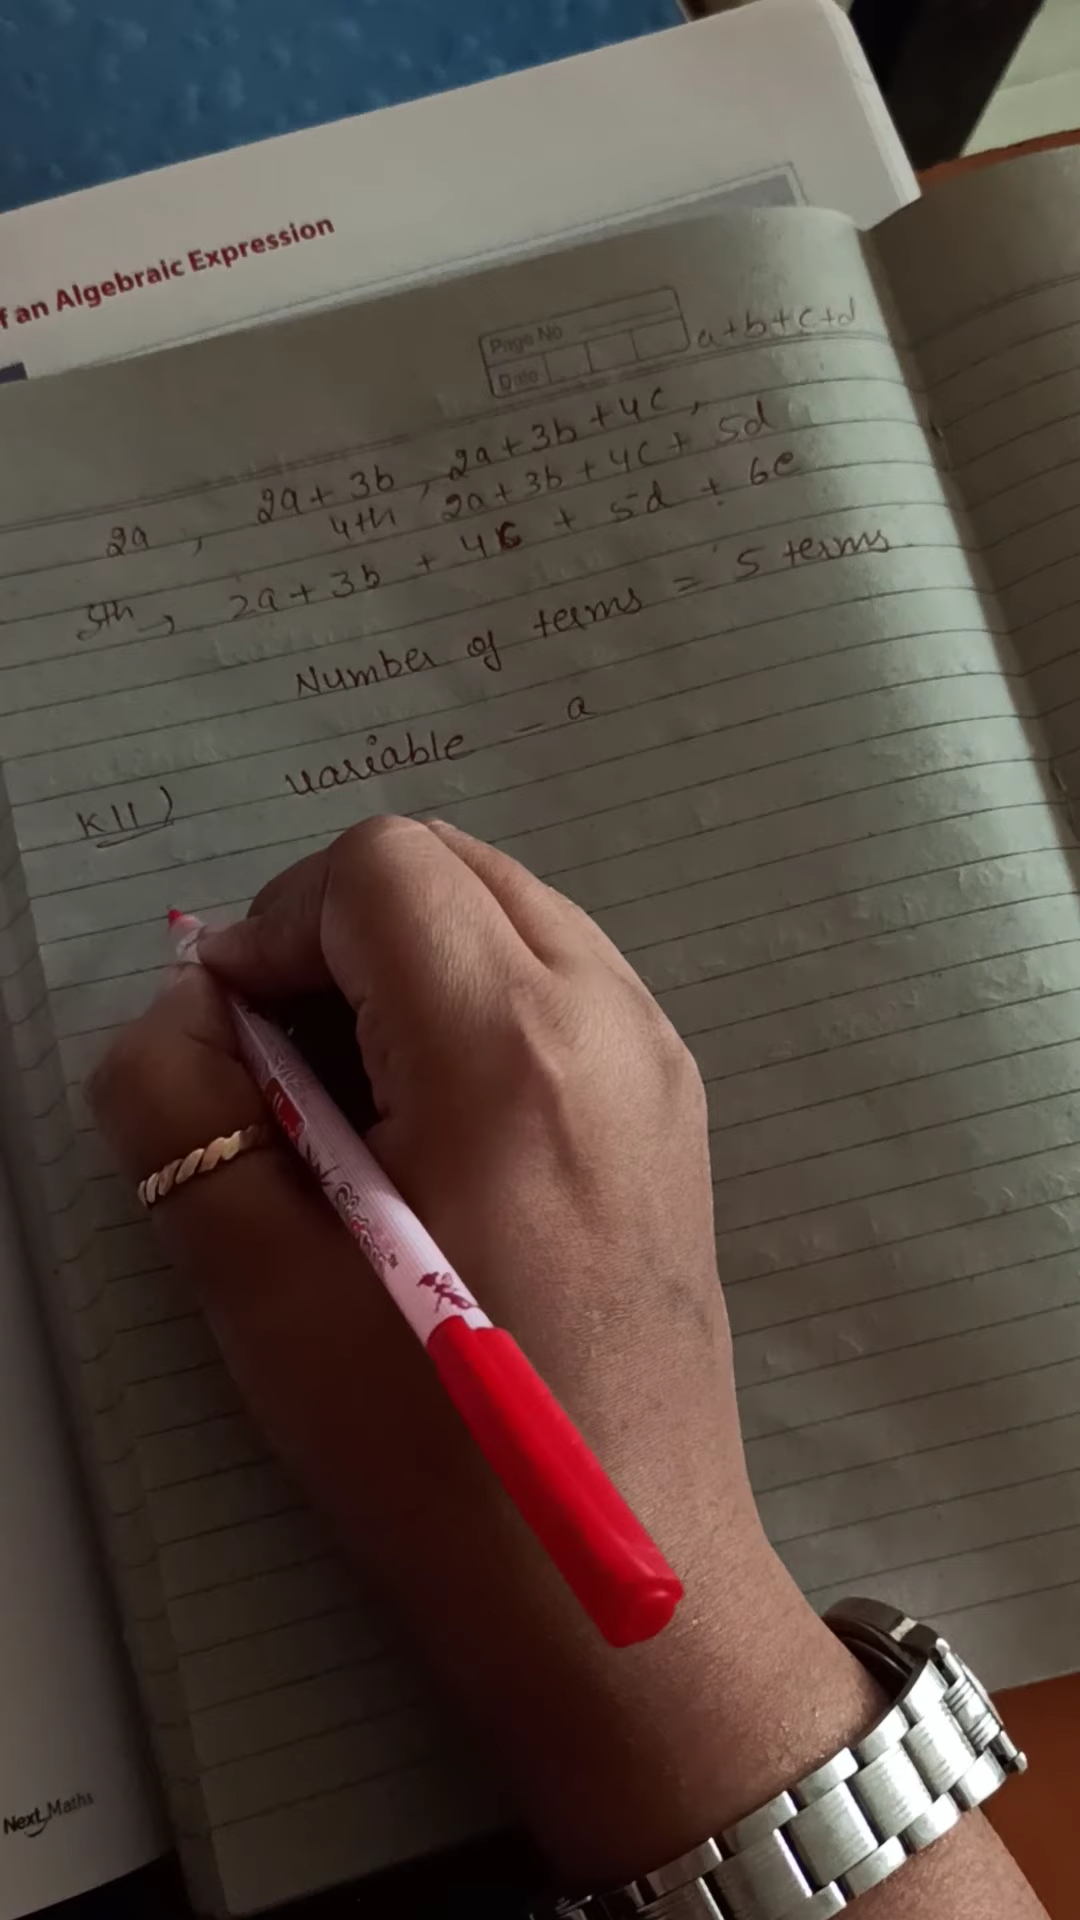 f an Algebraic Expression
Page No
Date
a+b+c+d
2a , 2a+3b , 2a+3b+4c ,
4th 2a+3b+4c+5d
5th , 2a+3b+4c+5d+6e
Number of terms = 5 terms
K11) variable – a
Next Maths